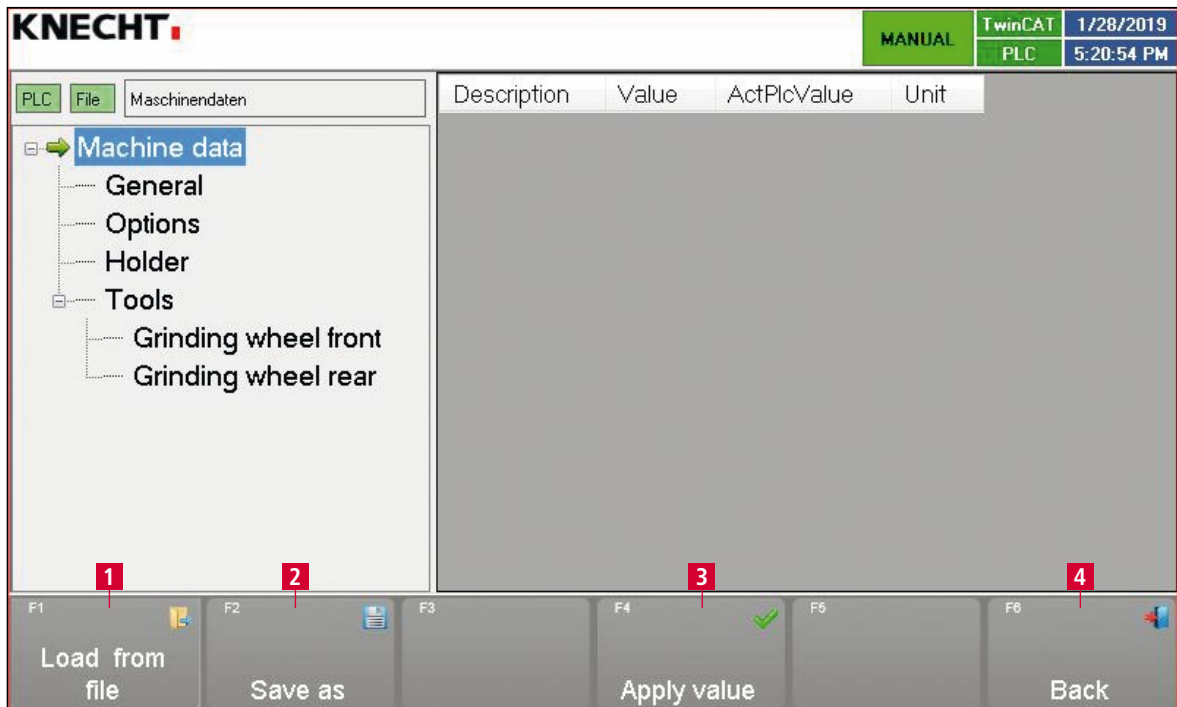 KNECHT
MANUAL
TwinCAT
1/28/2019
PLC
5:20:54 PM
PLC
File
Maschinendaten
Description Value ActPlcValue Unit
Machine data
General
Options
Holder
Tools
Grinding wheel front
Grinding wheel rear
1
2
3
4
F1
Load from
file
F2
Save as
F3
F4
Apply value
F5
F6
Back